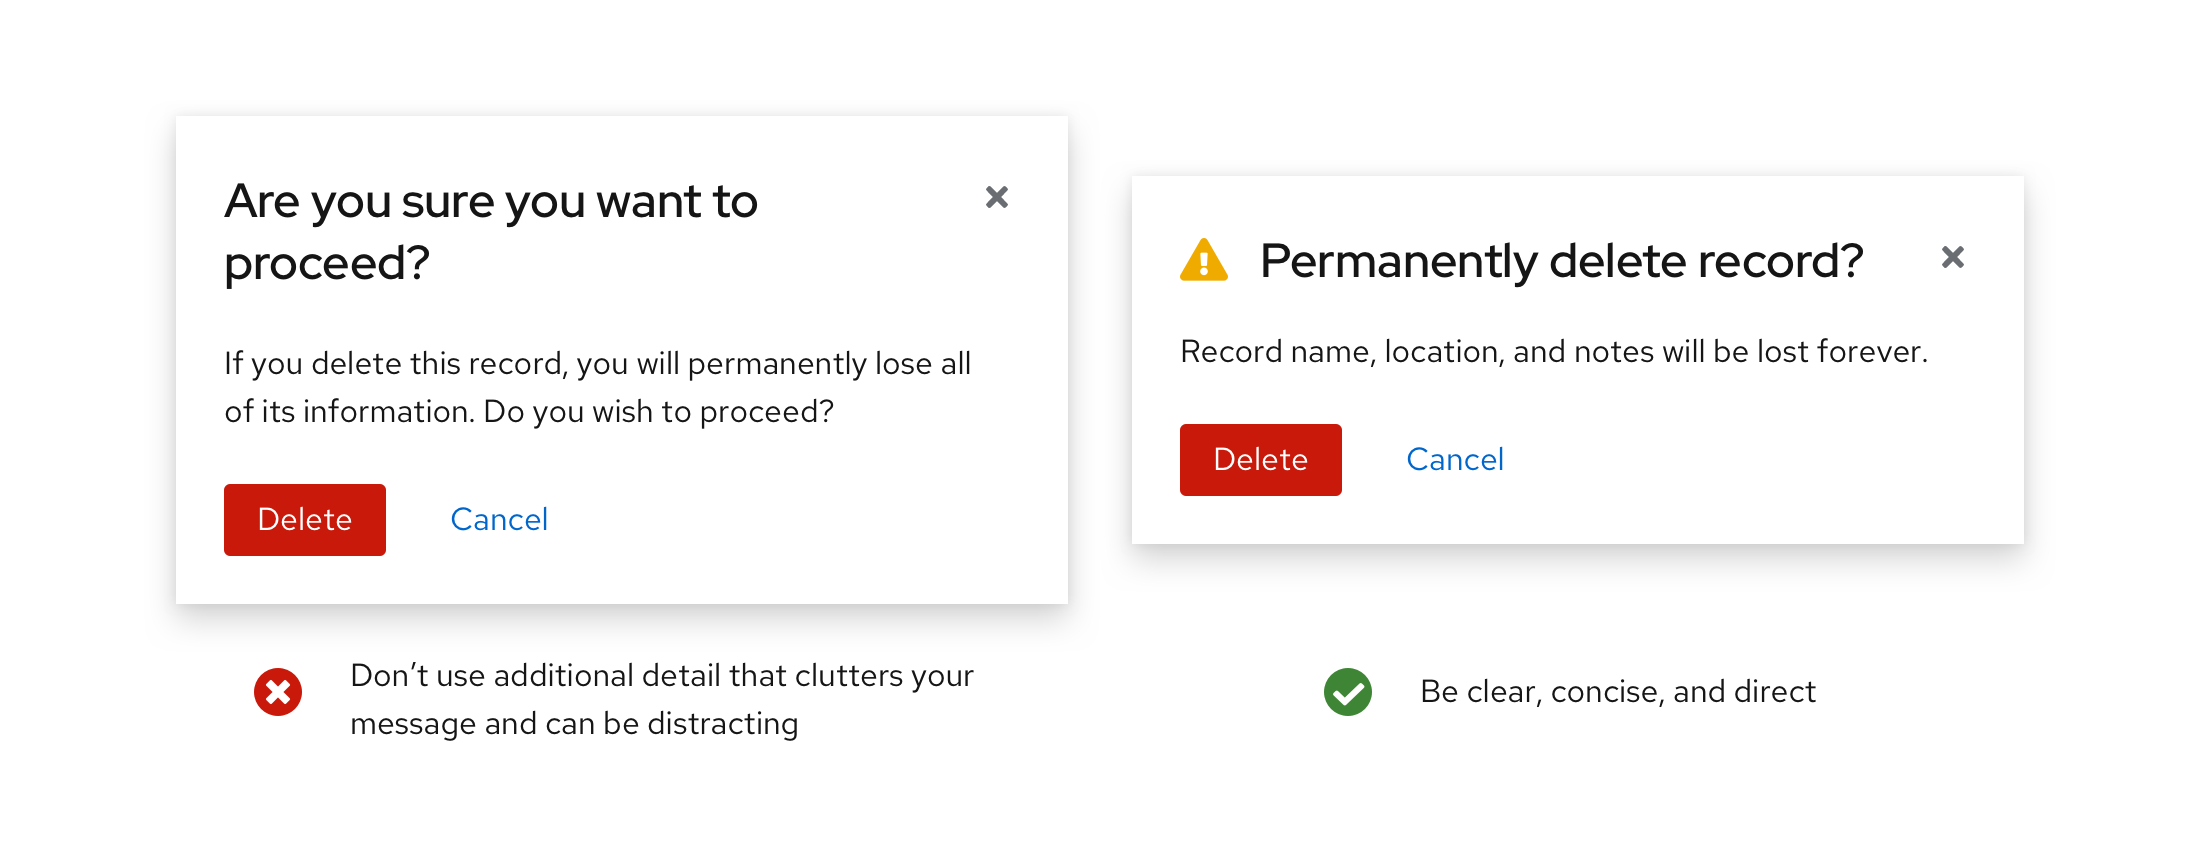 Are you sure you want to
proceed?
If you delete this record, you will permanently lose all
of its information. Do you wish to proceed?
Delete
Cancel
Don’t use additional detail that clutters your
message and can be distracting
Permanently delete record?
Record name, location, and notes will be lost forever.
Delete
Cancel
Be clear, concise, and direct